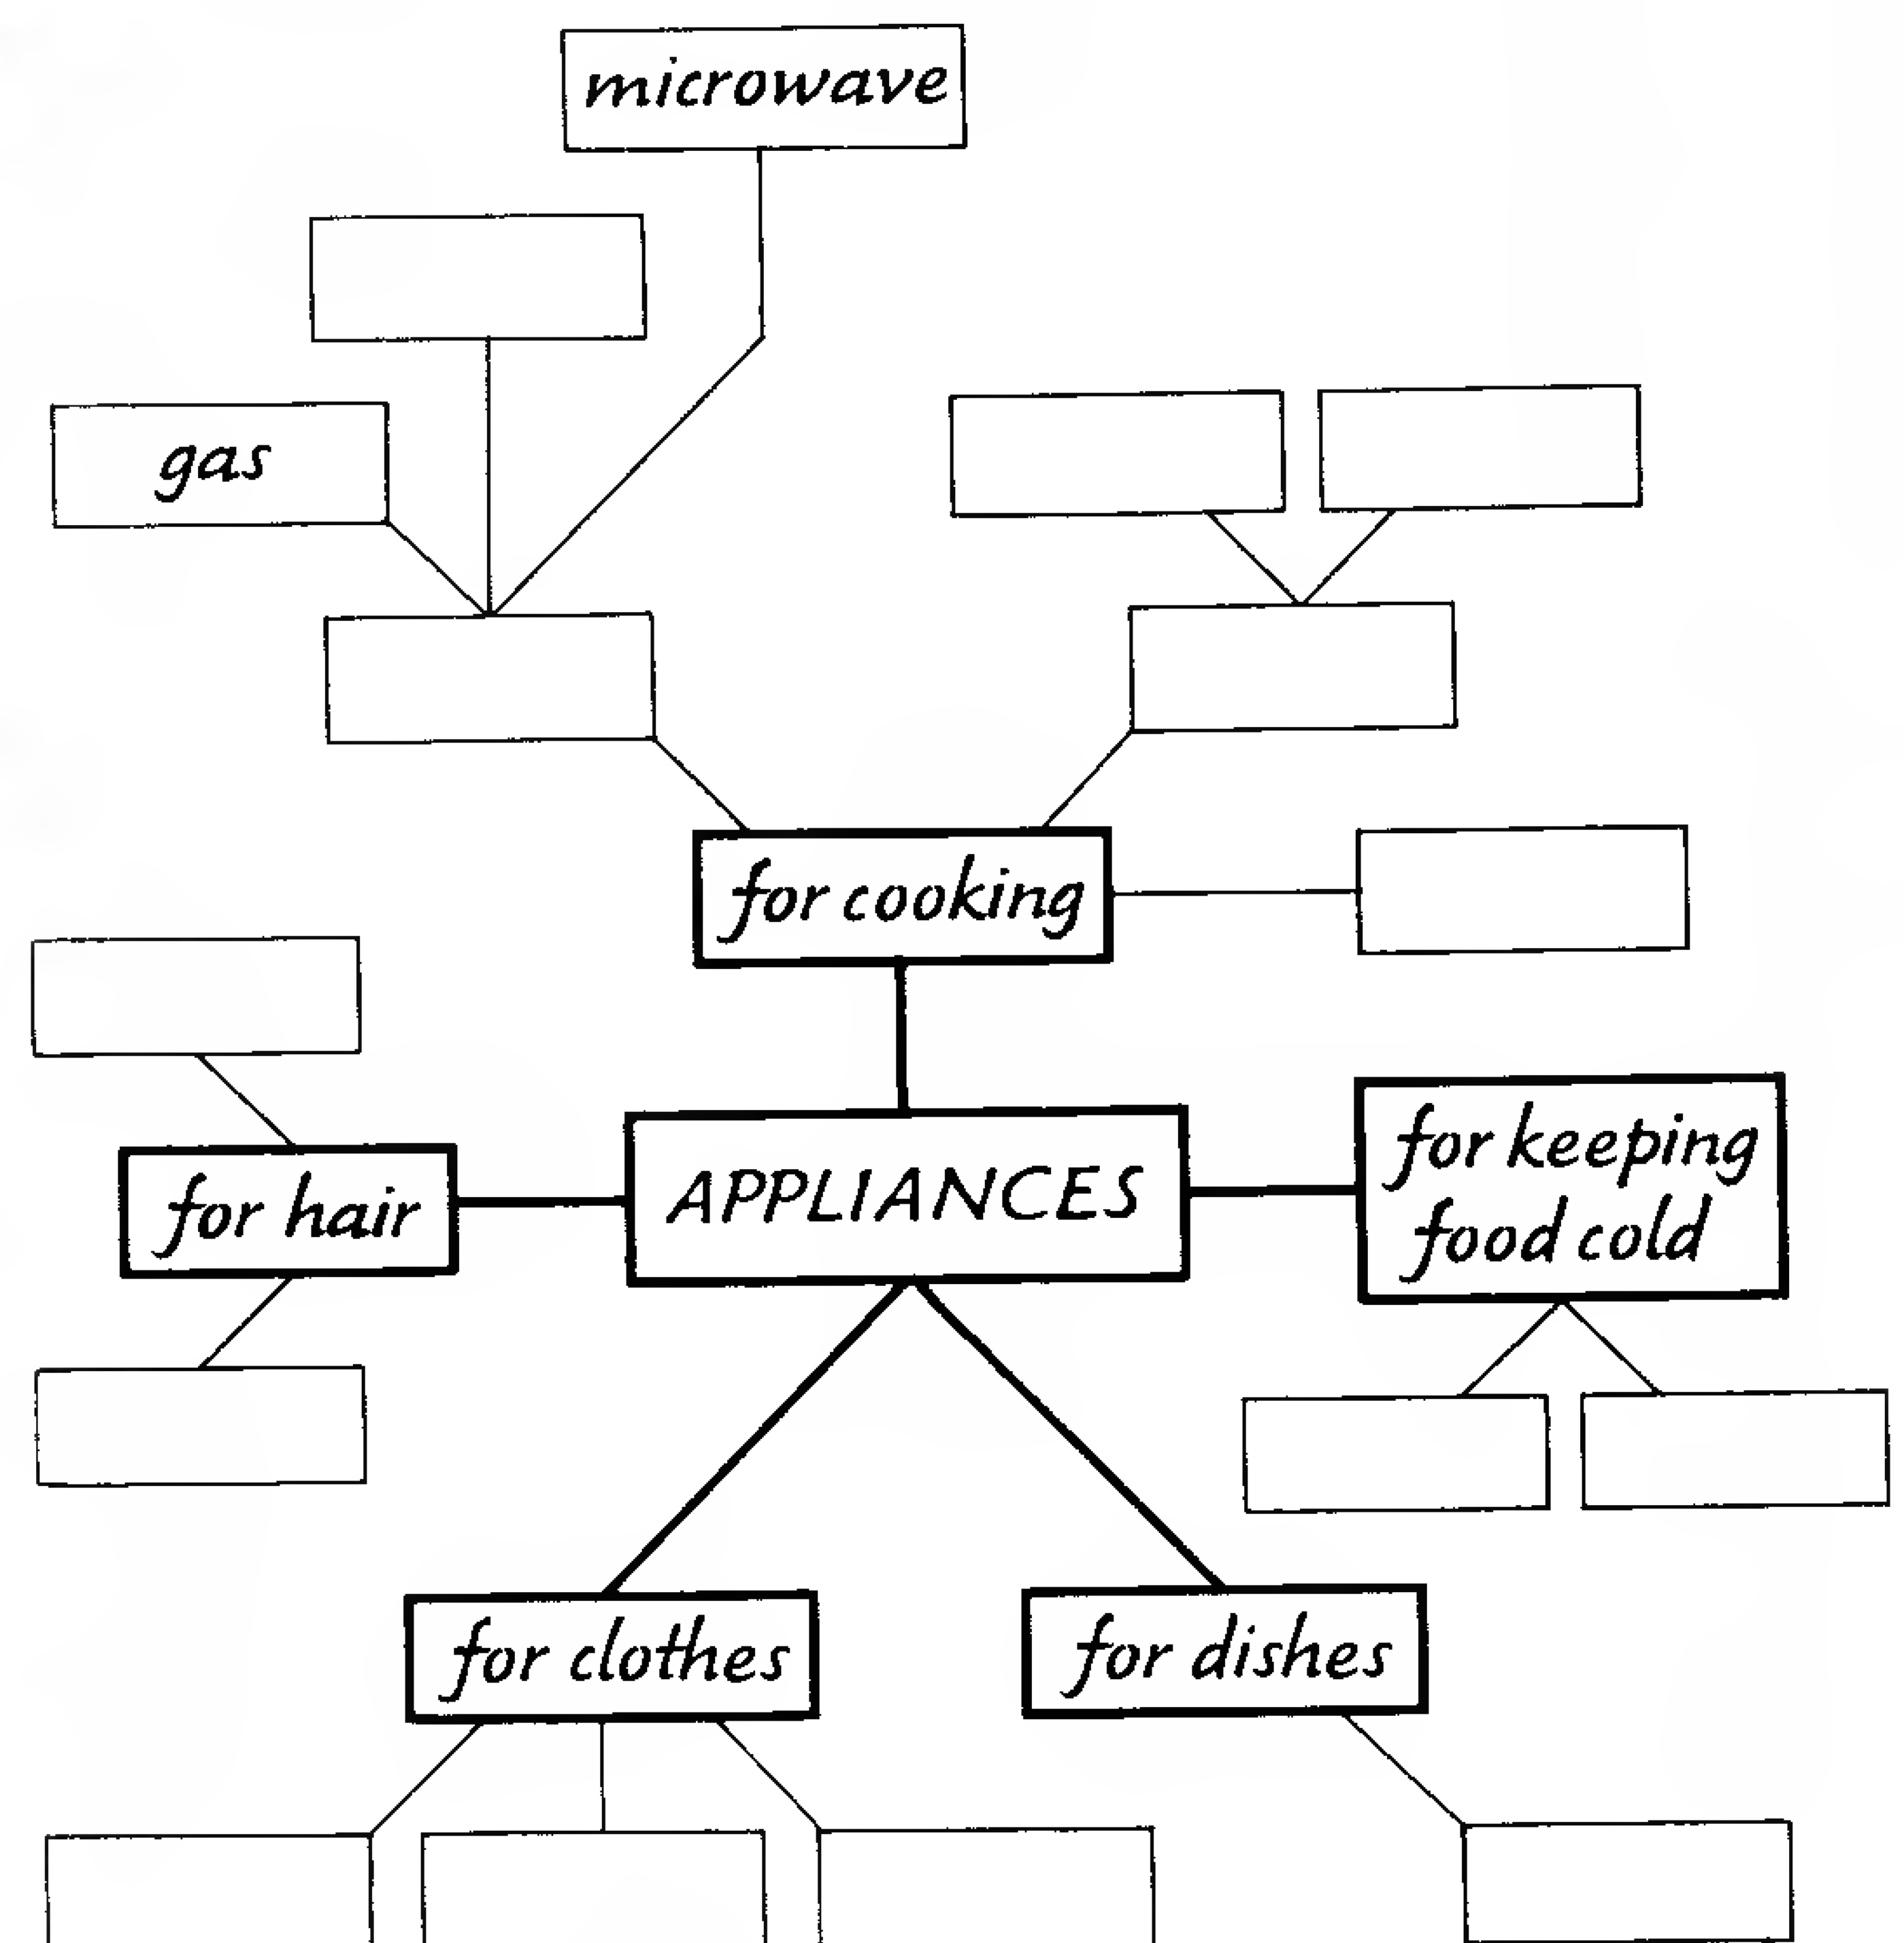 microwave
gas
for cooking
for hair
APPLIANCES
for keeping
food cold
for clothes
for dishes